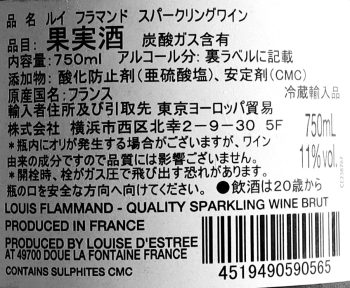 品名 ルイ フラマンド スパークリングワイン
品目: 果実酒 炭酸ガス含有
内容量:750ml アルコール分: 裏ラベルに記載
添加物: 酸化防止剤(亜硫酸塩)、安定剤(CMC)
原産国名: フランス 冷蔵輸入品
輸入者住所及び引取先 東京ヨーロッパ貿易
株式会社 横浜市西区北幸2-9-30 5F
750ml
11%vol.
*瓶内にオリが発生する場合がございますが、ワイン
由来の成分ですので品質には影響ございません。
*開栓時、栓がガス圧で飛び出す恐れがあります。
瓶の口を安全な方向に向けて開栓ください。 ●飲酒は20歳から
LOUIS FLAMMAND - QUALITY SPARKLING WINE BRUT
PRODUCED IN FRANCE
PRODUCED BY LOUISE D'ESTREE
AT 49700 DOUE LA FONTAINE FRANCE
CONTAINS SULPHITES CMC
4519490590565